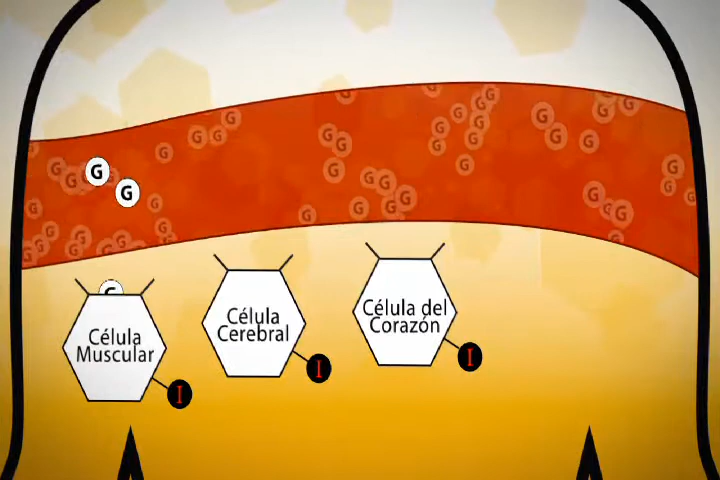 G
G
Célula
Muscular
I
Célula
Cerebral
I
Célula del
Corazón
I